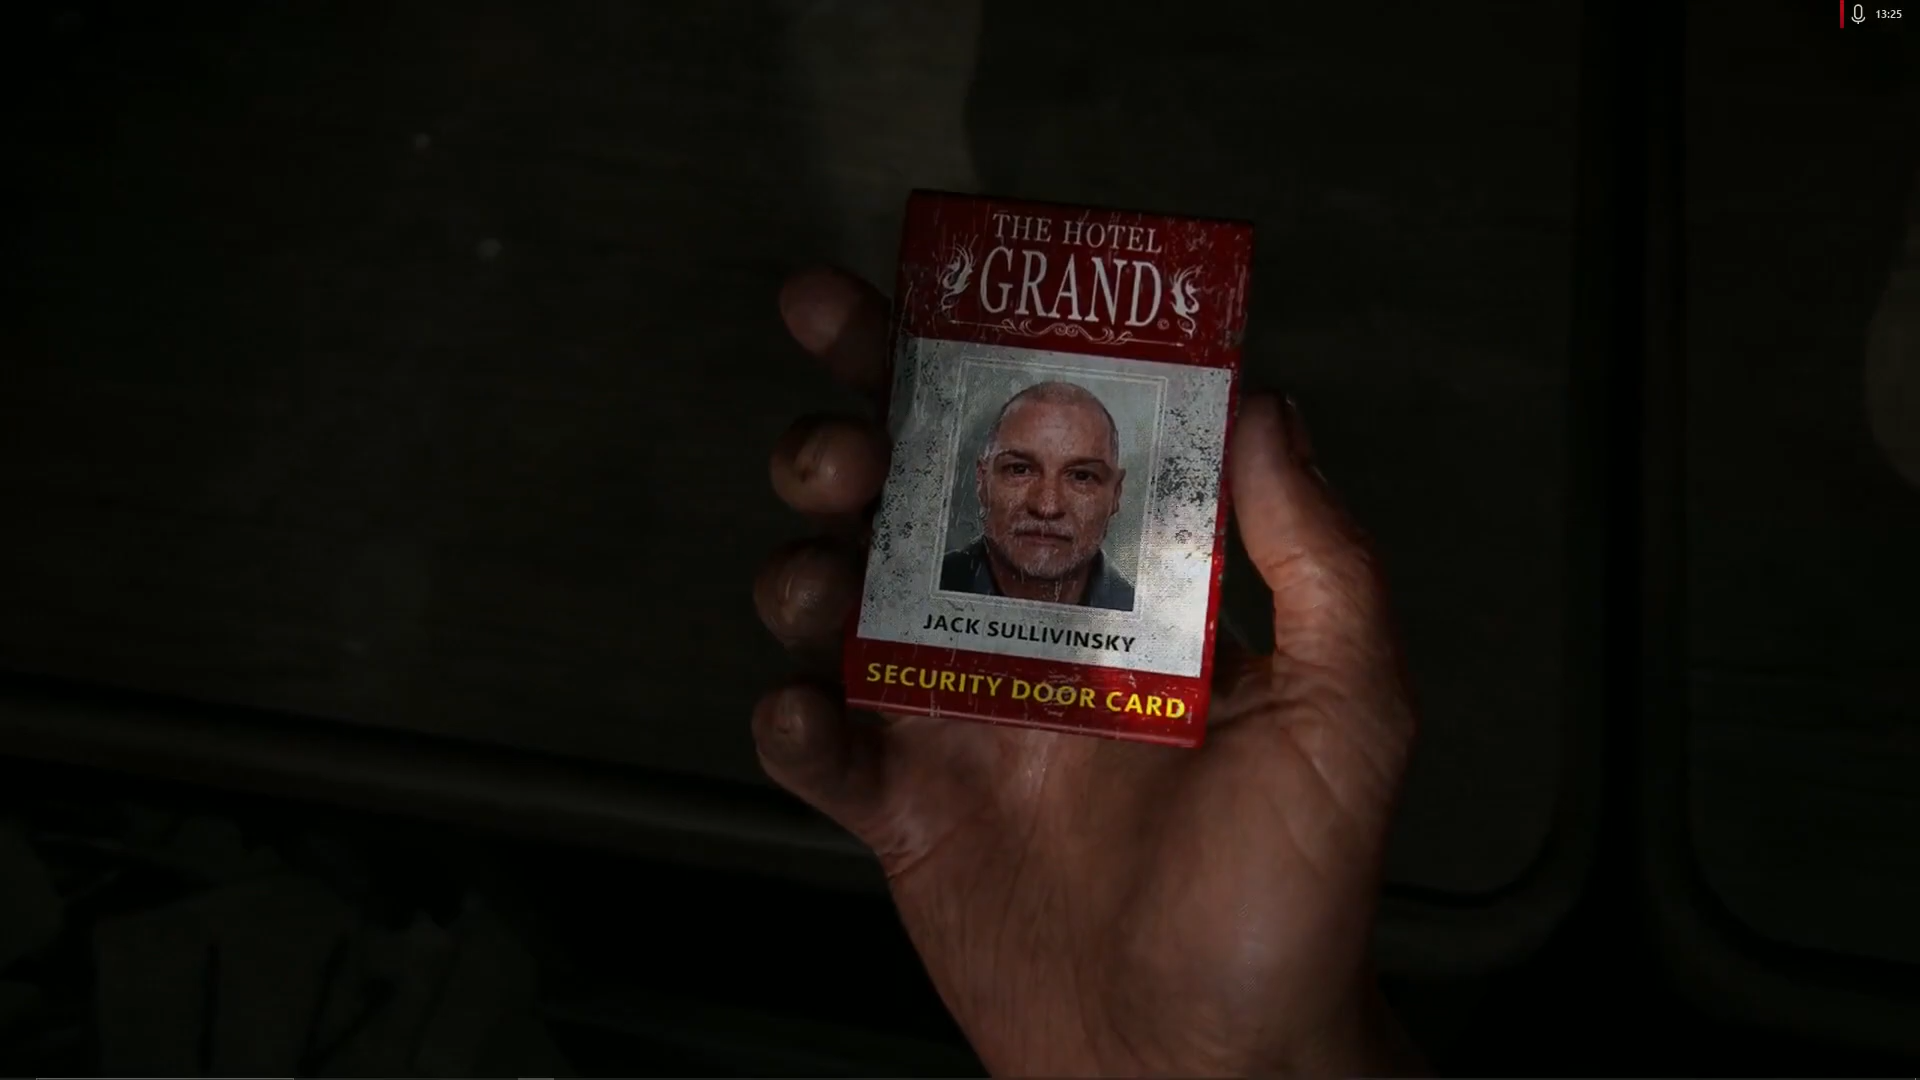 13:25
THE HOTEL
GRAND
JACK SULLIVINSKY
SECURITY DOOR CARD